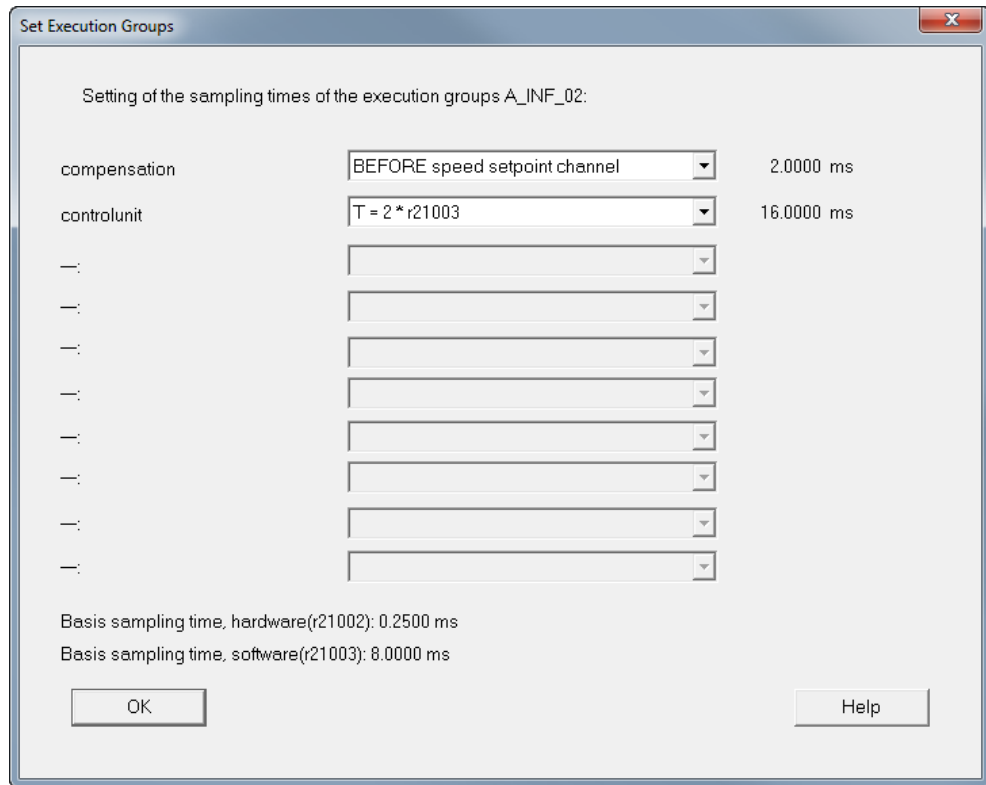 Set Execution Groups
Setting of the sampling times of the execution groups A_INF_02:
compensation BEFORE speed setpoint channel 2.0000 ms
controlunit T = 2 * r21003 16.0000 ms
—:
—:
—:
—:
—:
—:
—:
—:
Basis sampling time, hardware(r21002): 0.2500 ms
Basis sampling time, software(r21003): 8.0000 ms
OK Help